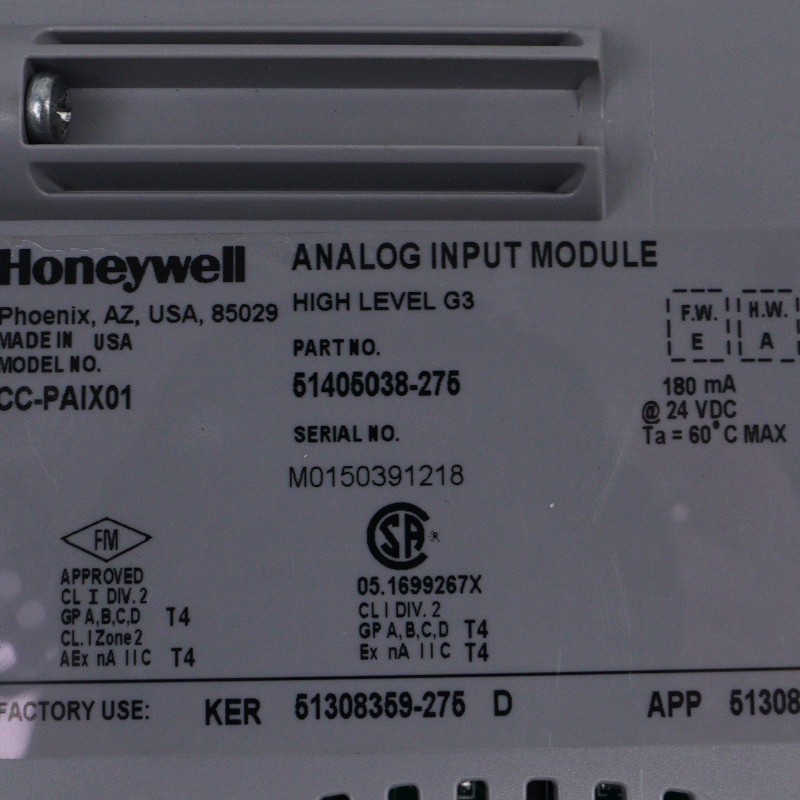 Honeywell
Phoenix, AZ, USA, 85029
MADE IN USA
MODEL NO.
CC-PAIX01
ANALOG INPUT MODULE
HIGH LEVEL G3
PART NO.
51405038-275
SERIAL NO.
M0150391218
F.W. H.W.
E A
180 mA
@ 24 VDC
Ta = 60°C MAX
FM
APPROVED
CL I DIV. 2
GP A,B,C,D T4
CL. I Zone 2
AEx nA IIC T4
SA ®
05.1699267X
CL I DIV. 2
GP A,B,C,D T4
Ex nA IIC T4
FACTORY USE: KER 51308359-275 D APP 51308